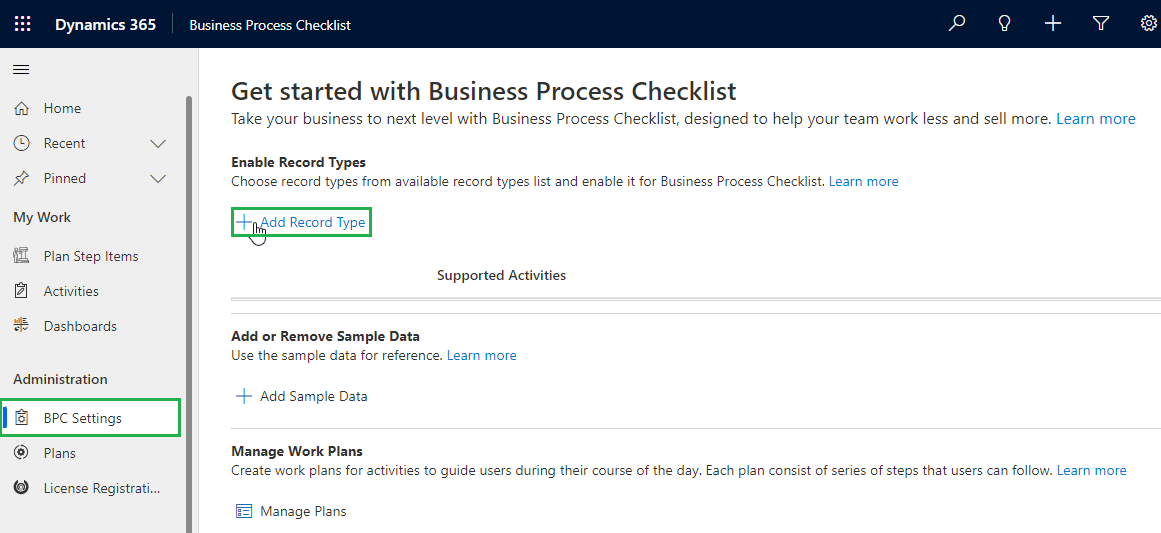 Dynamics 365 Business Process Checklist
Home
Recent
Pinned
My Work
Plan Step Items
Activities
Dashboards
Administration
BPC Settings
Plans
License Registrati...
Get started with Business Process Checklist
Take your business to next level with Business Process Checklist, designed to help your team work less and sell more. Learn more
Enable Record Types
Choose record types from available record types list and enable it for Business Process Checklist. Learn more
Add Record Type
Supported Activities
Add or Remove Sample Data
Use the sample data for reference. Learn more
Add Sample Data
Manage Work Plans
Create work plans for activities to guide users during their course of the day. Each plan consist of series of steps that users can follow. Learn more
Manage Plans